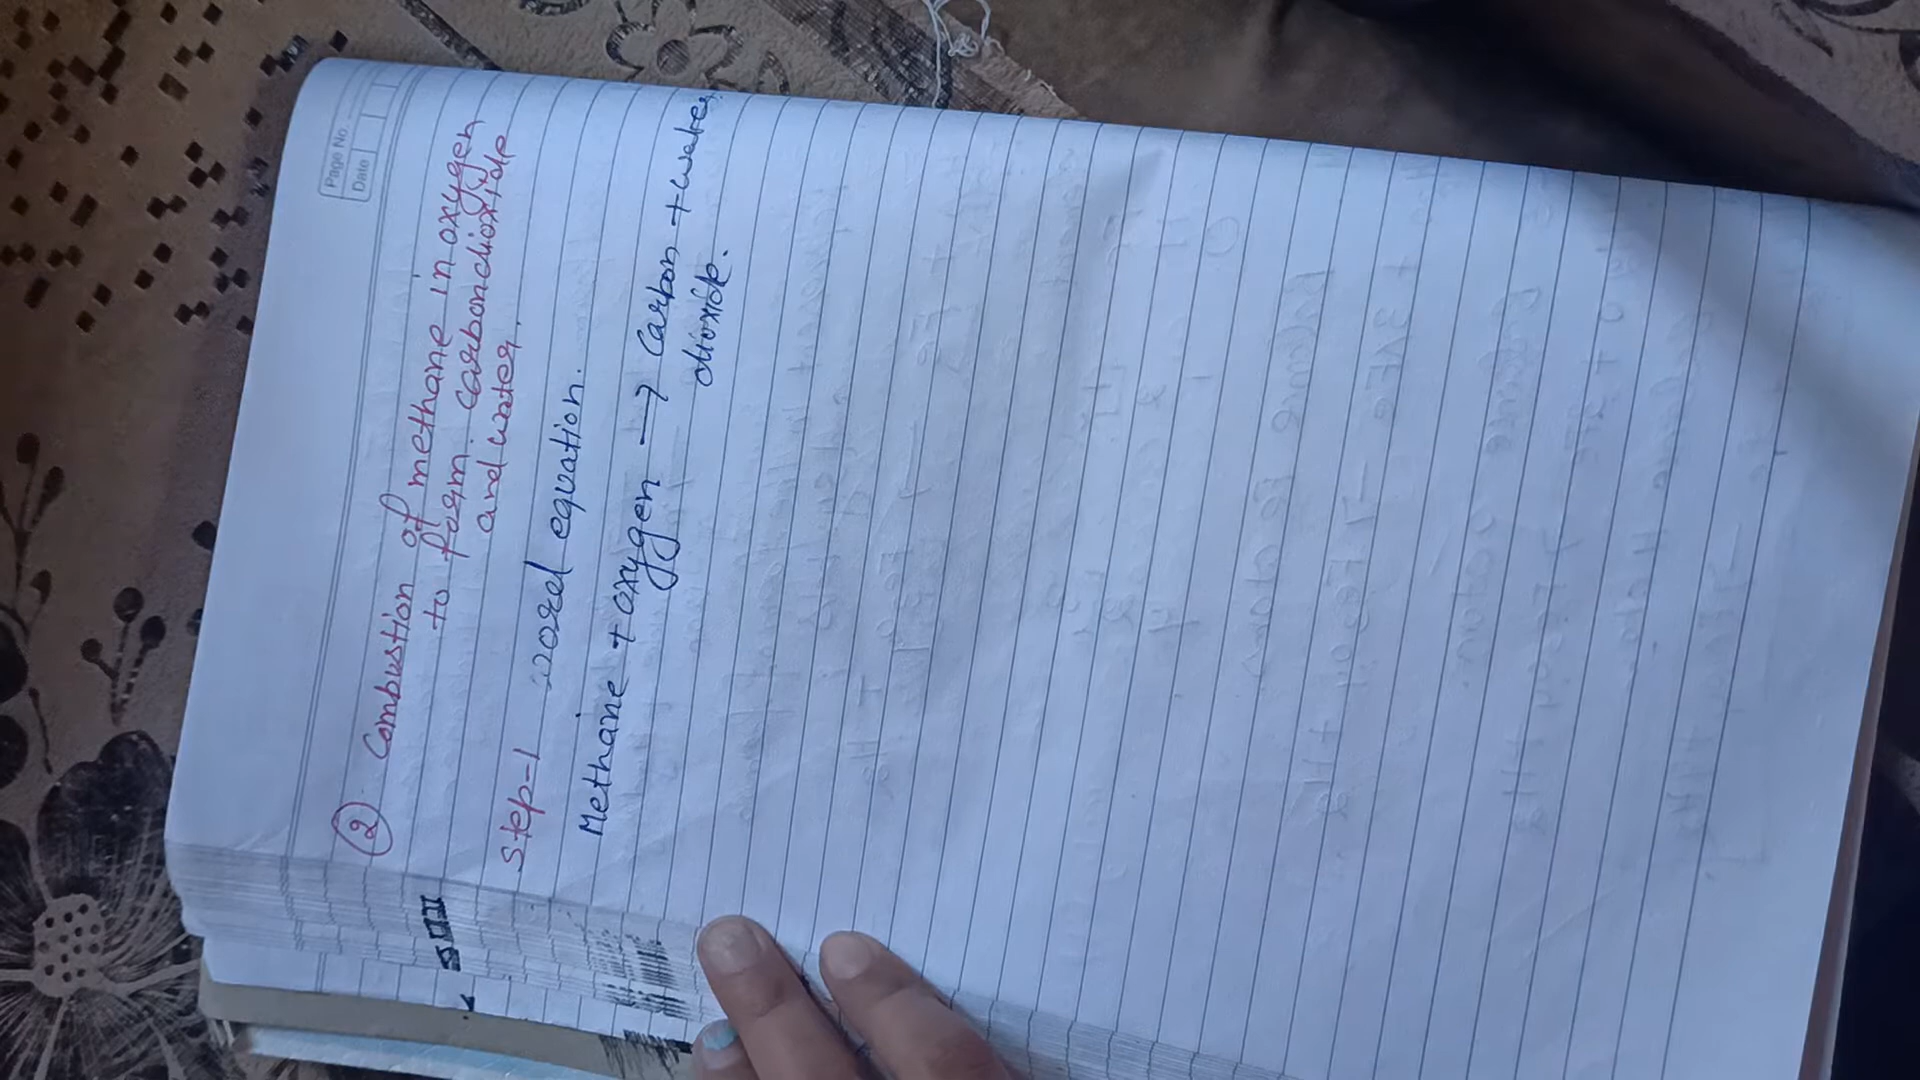 Page No.
Date
② Combustion of methane in oxygen
to form carbondioxide
and water.
Step-1 word equation.
Methane + oxygen → Carbon + water
dioxide.